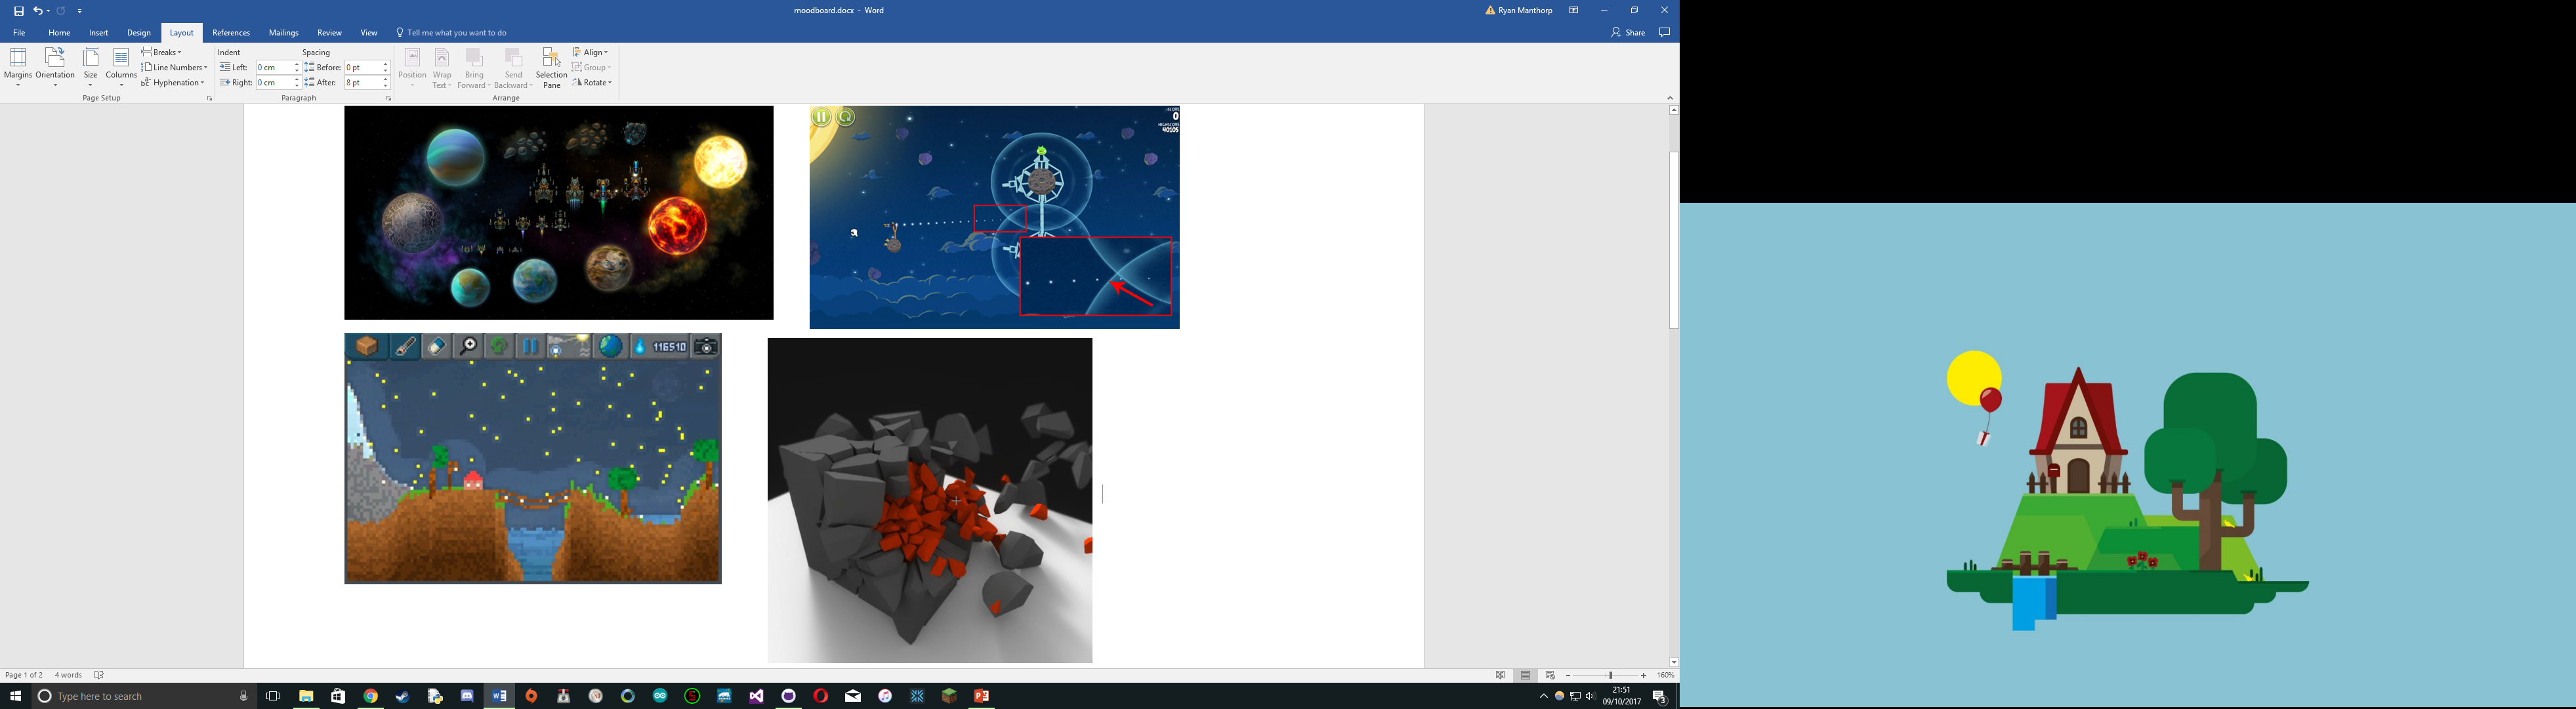 moodboard.docx - Word
Ryan Manthorp
File Home Insert Design Layout References Mailings Review View Tell me what you want to do
Share
Margins
Orientation
Size
Columns
Breaks
Line Numbers
Hyphenation
Page Setup
Indent
Left: 0 cm
Right: 0 cm
Spacing
Before: 0 pt
After: 8 pt
Paragraph
Position
Wrap Text
Bring Forward
Send Backward
Selection Pane
Align
Group
Rotate
Arrange
SCORE
0
HIGHSCORE
40105
116510
Page 1 of 2 4 words
160%
Type here to search
21:51
09/10/2017
3